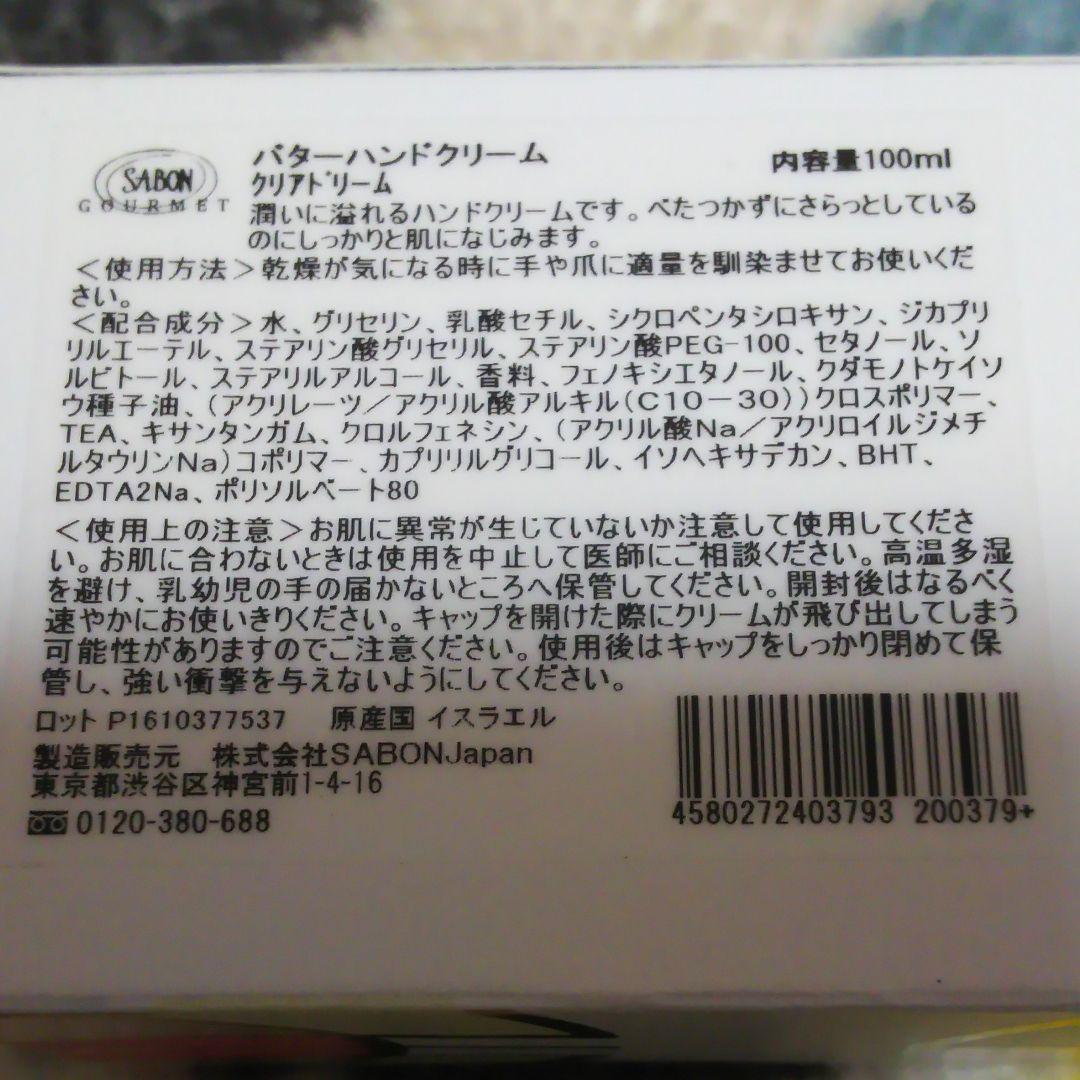 SABON
GOURMET
バターハンドクリーム
内容量100ml
クリアドリーム
潤いに溢れるハンドクリームです。べたつかずにさらっとしている
のにしっかりと肌になじみます。
＜使用方法＞乾燥が気になる時に手や爪に適量を馴染ませてお使いくだ
さい。
＜配合成分＞水、グリセリン、乳酸セチル、シクロペンタシロキサン、ジカプリ
リルエーテル、ステアリン酸グリセリル、ステアリン酸PEG-100、セタノール、ソ
ルビトール、ステアリルアルコール、香料、フェノキシエタノール、クダモノトケイソ
ウ種子油、（アクリレーツ／アクリル酸アルキル（C10－30））クロスポリマー、
TEA、キサンタンガム、クロルフェネシン、（アクリル酸Na／アクリロイルジメチ
ルタウリンNa）コポリマー、カプリリルグリコール、イソヘキサデカン、BHT、
EDTA2Na、ポリソルベート80
＜使用上の注意＞お肌に異常が生じていないか注意して使用してくださ
い。お肌に合わないときは使用を中止して医師にご相談ください。高温多湿
を避け、乳幼児の手の届かないところへ保管してください。開封後はなるべく
速やかにお使いきりください。キャップを開けた際にクリームが飛び出してしまう
可能性がありますのでご注意ください。使用後はキャップをしっかり閉めて保
管し、強い衝撃を与えないようにしてください。
ロット P1610377537　原産国 イスラエル
製造販売元　株式会社SABONJapan
東京都渋谷区神宮前1-4-16
0120-380-688
4580272403793 200379+